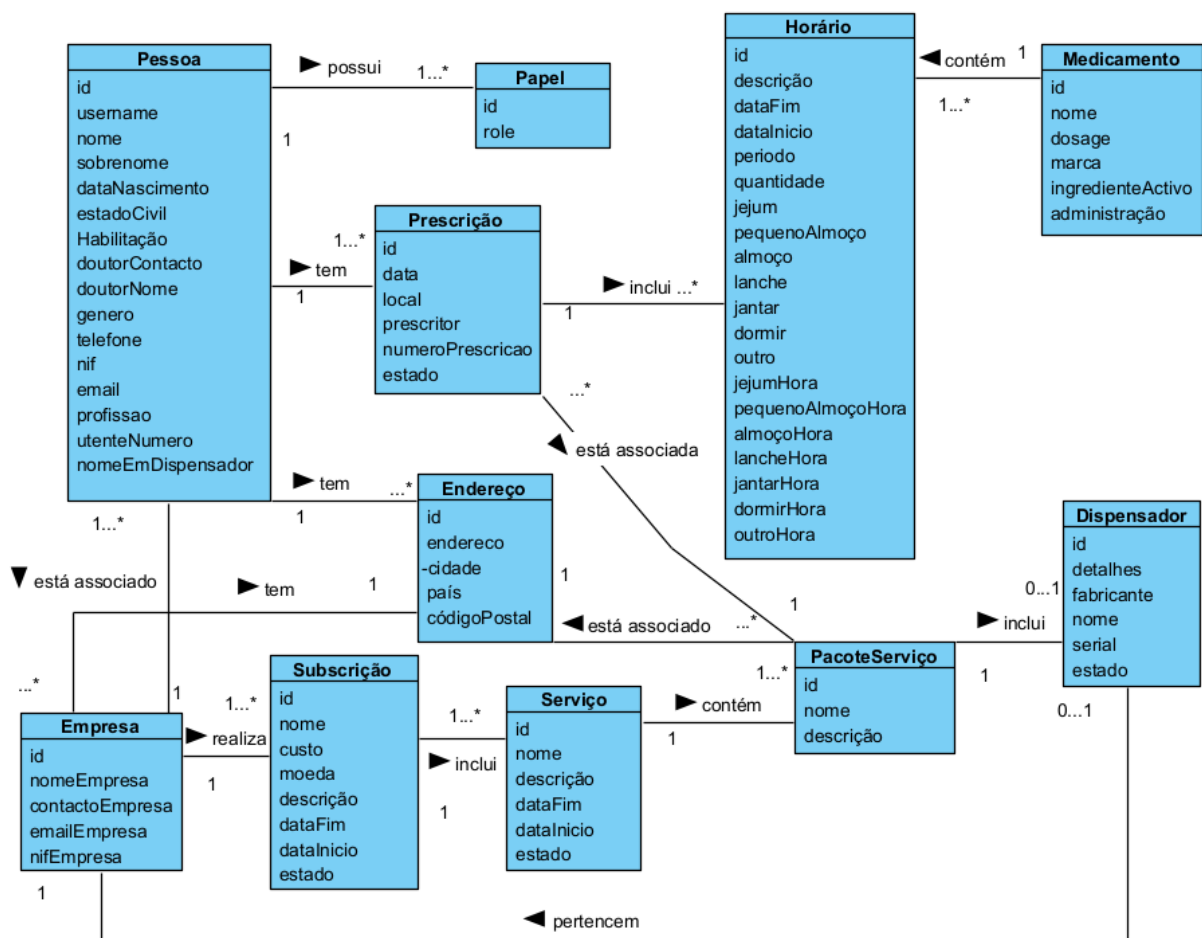 Pessoa
id
username
nome
sobrenome
dataNascimento
estadoCivil
Habilitação
doutorContacto
doutorNome
genero
telefone
nif
email
profissao
utenteNumero
nomeEmDispensador
possui
1...*
1
Papel
id
role
Horário
id
descrição
dataFim
dataInicio
periodo
quantidade
jejum
pequenoAlmoço
almoço
lanche
jantar
dormir
outro
jejumHora
pequenoAlmoçoHora
almoçoHora
lancheHora
jantarHora
dormirHora
outroHora
contém
1
1...*
Medicamento
id
nome
dosage
marca
ingredienteActivo
administração
1...*
tem
1
Prescrição
id
data
local
prescritor
numeroPrescricao
estado
inclui ...*
1
...*
está associada
1
tem
...*
1
Endereço
id
endereco
-cidade
país
códigoPostal
1...*
está associado
1
tem
1
...*
1
está associado
...*
Dispensador
id
detalhes
fabricante
nome
serial
estado
0...1
inclui
1
0...1
PacoteServiço
id
nome
descrição
1...*
contém
1
Serviço
id
nome
descrição
dataFim
dataInicio
estado
1...*
inclui
1
Subscrição
id
nome
custo
moeda
descrição
dataFim
dataInicio
estado
1...*
realiza
1
Empresa
id
nomeEmpresa
contactoEmpresa
emailEmpresa
nifEmpresa
1
pertencem